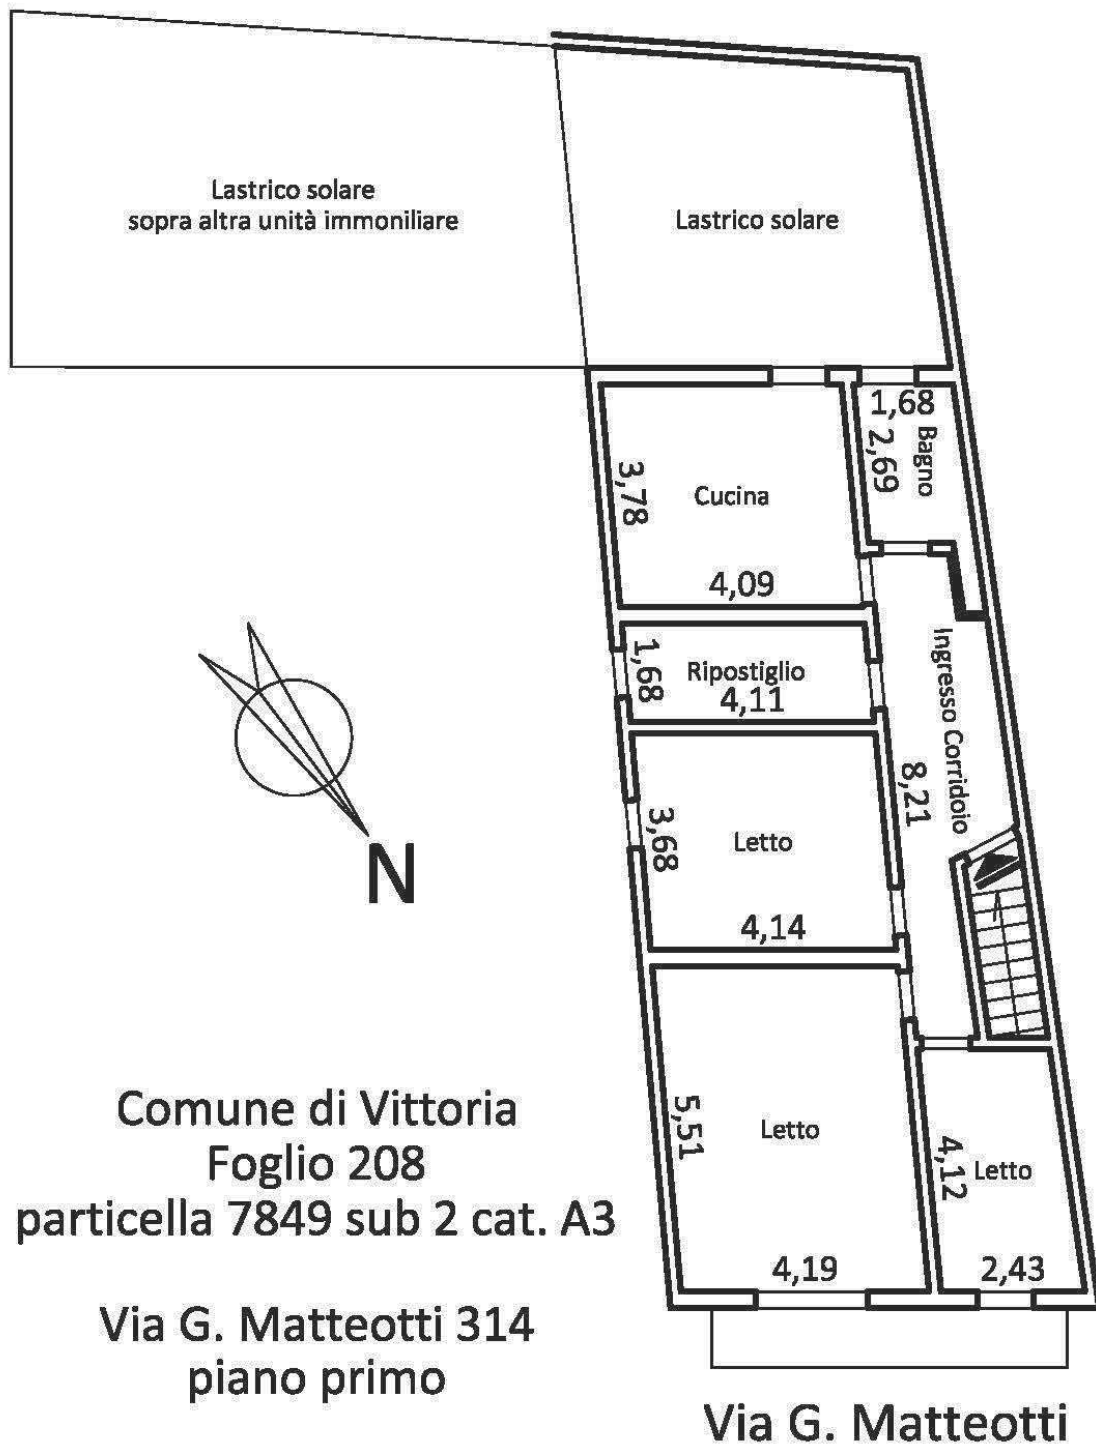 Lastrico solare
sopra altra unità immoniliare
Lastrico solare
1,68
2,69
Bagno
3,78
Cucina
4,09
1,68
Ripostiglio
4,11
Ingresso Corridoio
8,21
3,68
Letto
4,14
N
5,51
Letto
4,19
4,12
Letto
2,43
Comune di Vittoria
Foglio 208
particella 7849 sub 2 cat. A3
Via G. Matteotti 314
piano primo
Via G. Matteotti